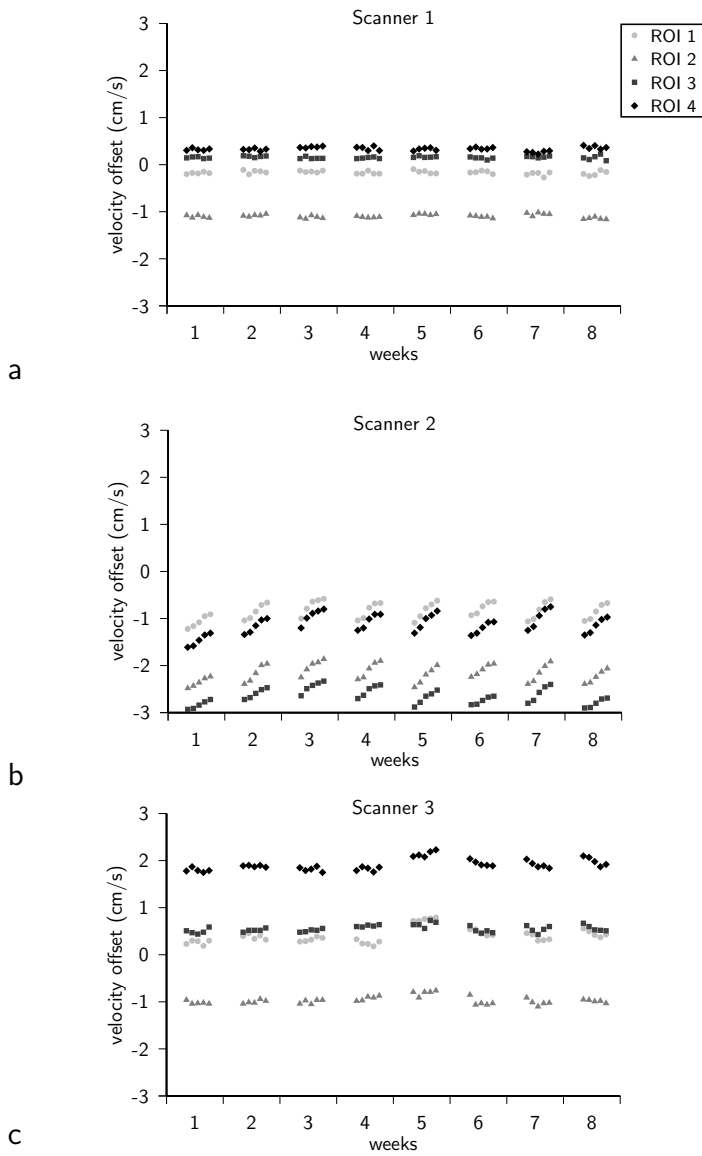 Scanner 1
ROI 1
ROI 2
ROI 3
ROI 4
velocity offset (cm/s)
3
2
1
0
-1
-2
-3
1 2 3 4 5 6 7 8
weeks
a
Scanner 2
velocity offset (cm/s)
3
2
1
0
-1
-2
-3
1 2 3 4 5 6 7 8
weeks
b
Scanner 3
velocity offset (cm/s)
3
2
1
0
-1
-2
-3
1 2 3 4 5 6 7 8
weeks
c